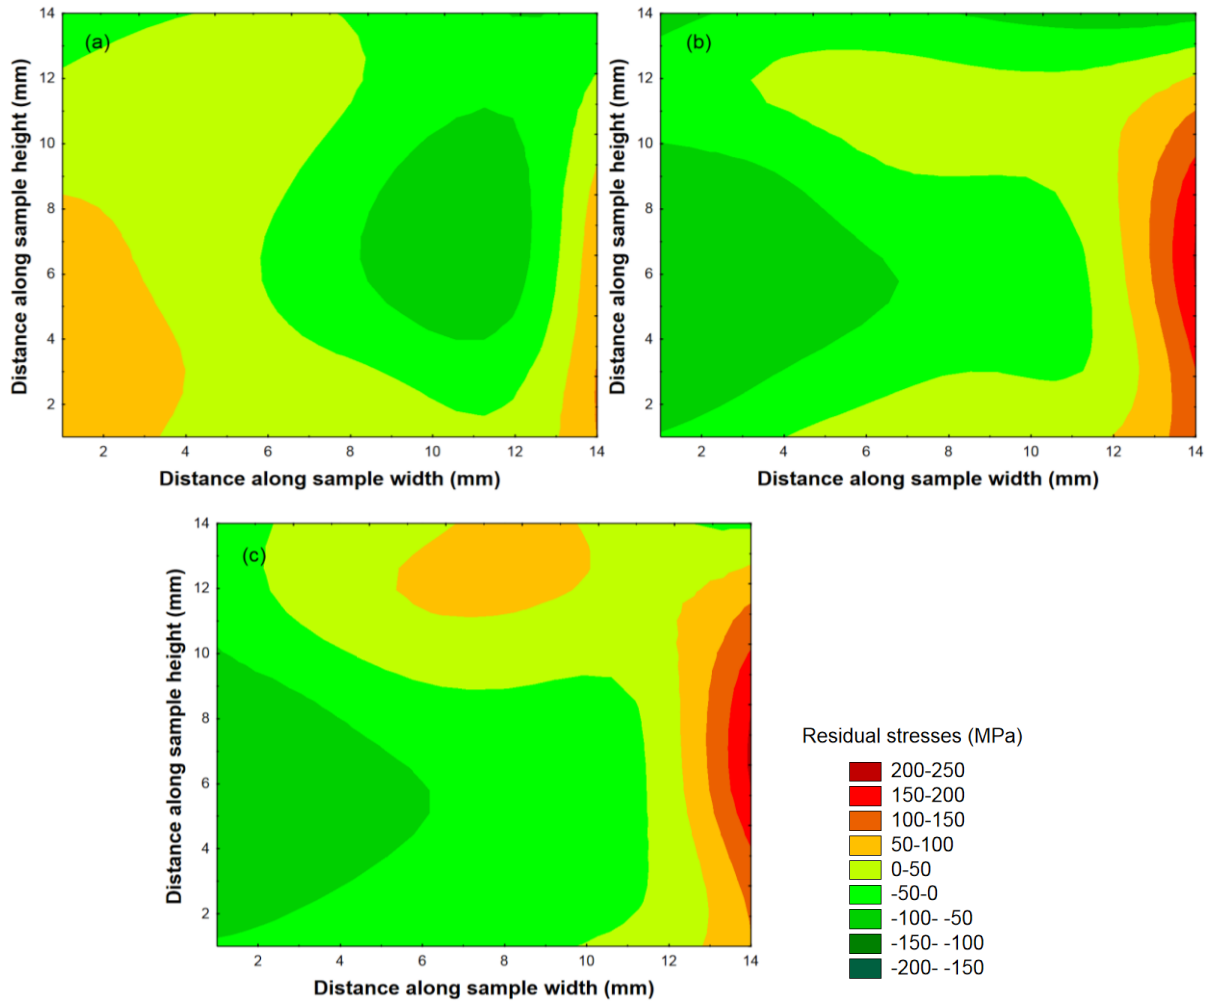 (a)
14
12
10
8
6
4
2
Distance along sample height (mm)
2 4 6 8 10 12 14
Distance along sample width (mm)
(b)
14
12
10
8
6
4
2
Distance along sample height (mm)
2 4 6 8 10 12 14
Distance along sample width (mm)
(c)
14
12
10
8
6
4
2
Distance along sample height (mm)
2 4 6 8 10 12 14
Distance along sample width (mm)
Residual stresses (MPa)
200-250
150-200
100-150
50-100
0-50
-50-0
-100- -50
-150- -100
-200- -150